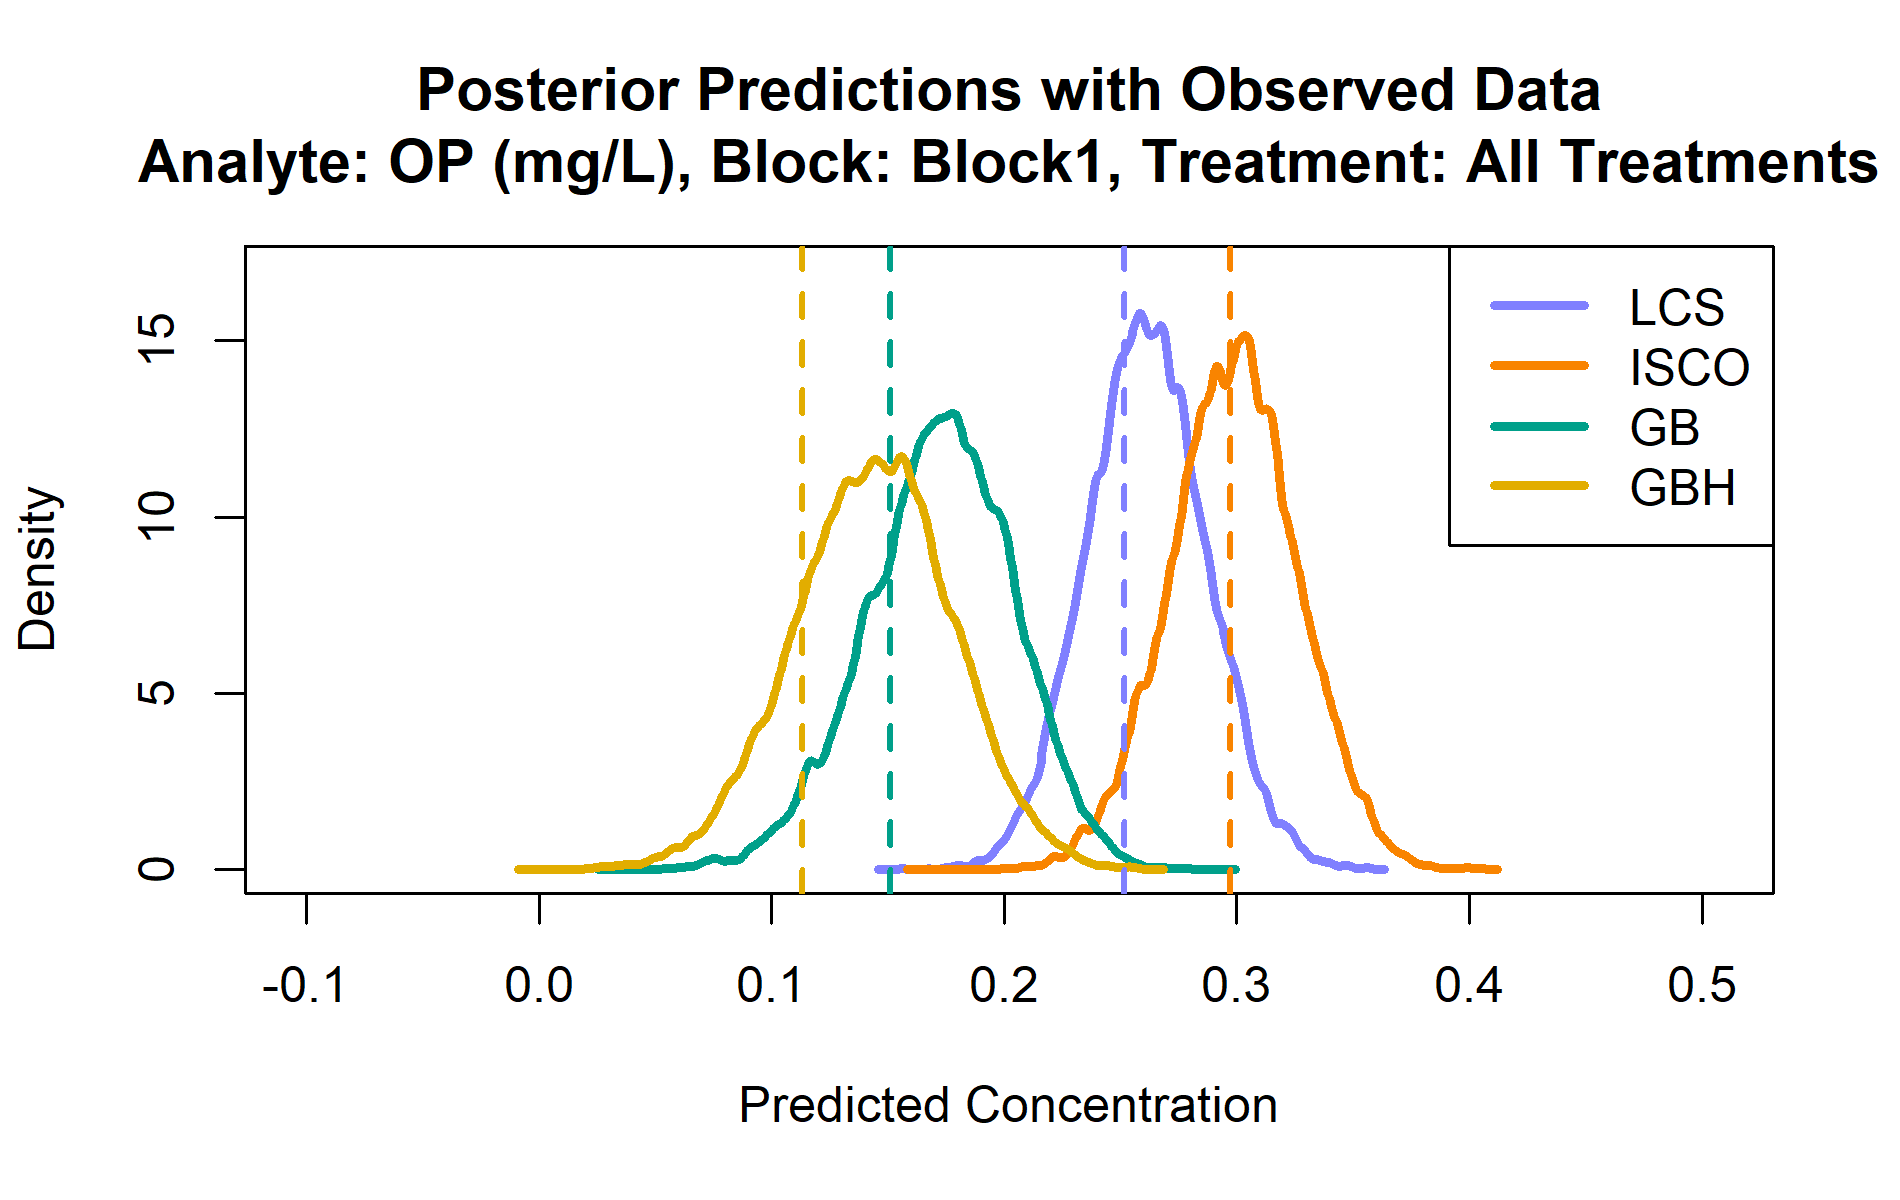 Posterior Predictions with Observed Data
Analyte: OP (mg/L), Block: Block1, Treatment: All Treatments
LCS
ISCO
GB
GBH
Density
15
10
5
0
-0.1 0.0 0.1 0.2 0.3 0.4 0.5
Predicted Concentration